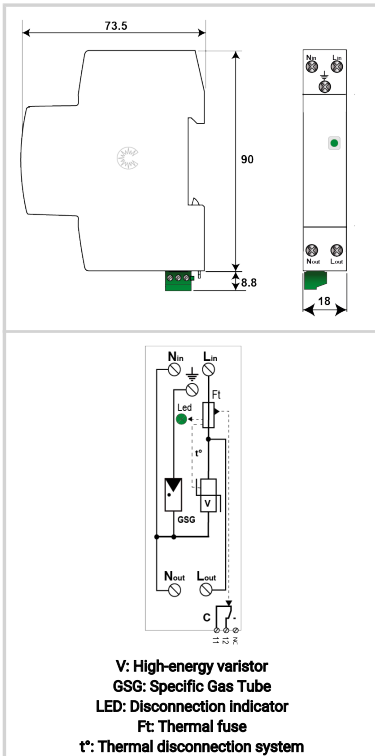 73.5
90
8.8
Nin Lin
Nout Lout
18
Nin Lin
Ft
Led
t°
V
GSG
Nout Lout
C
11 12 NC
V: High-energy varistor
GSG: Specific Gas Tube
LED: Disconnection indicator
Ft: Thermal fuse
t°: Thermal disconnection system